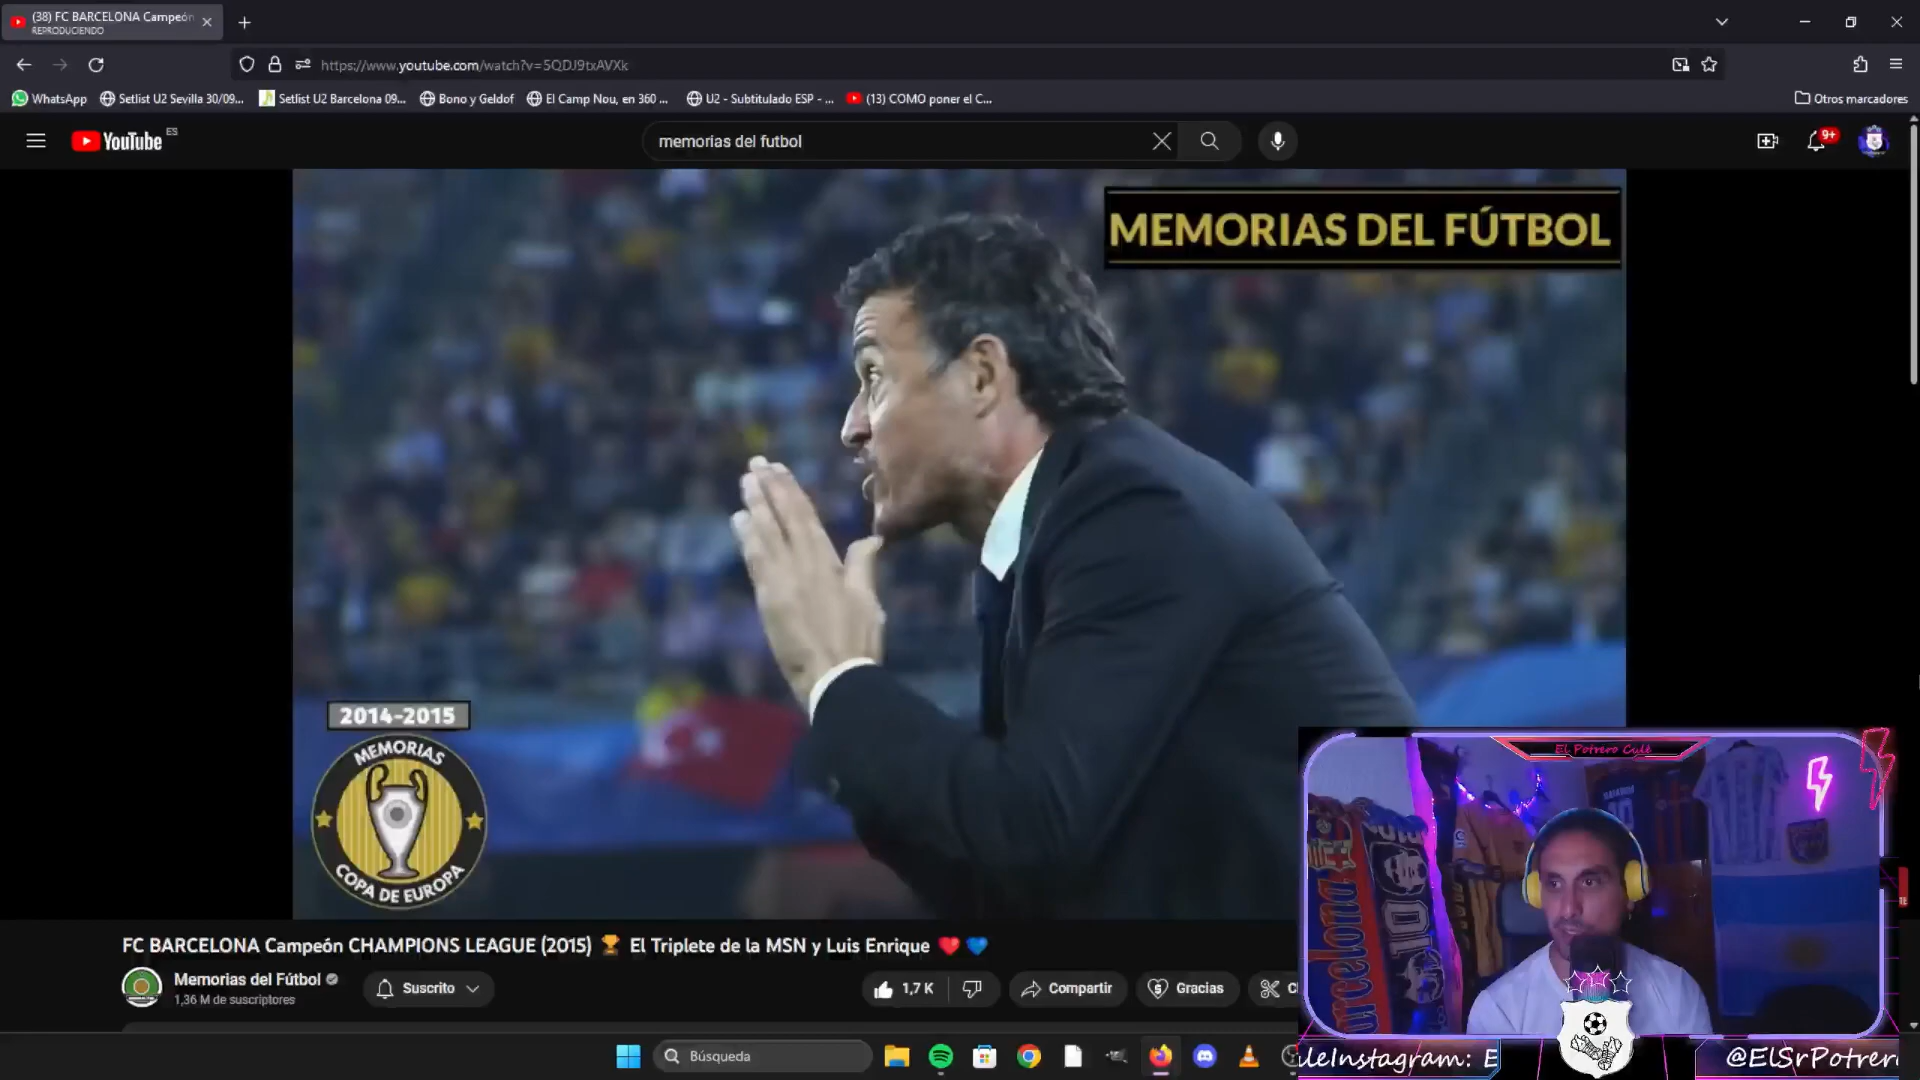 (38) FC BARCELONA Campeón
REPRODUCIENDO
https://www.youtube.com/watch?v=5QDJ9txAVXk
WhatsApp
Setlist U2 Sevilla 30/09...
Setlist U2 Barcelona 09...
Bono y Geldof
El Camp Nou, en 360 ...
U2 - Subtitulado ESP - ...
(13) COMO poner el C...
Otros marcadores
YouTube ES
memorias del futbol
9+
MEMORIAS DEL FÚTBOL
2014-2015
MEMORIAS
COPA DE EUROPA
El Potrero Culé
arcelona
10
FC BARCELONA Campeón CHAMPIONS LEAGUE (2015) 🏆 El Triplete de la MSN y Luis Enrique
Memorias del Fútbol
1,36 M de suscriptores
Suscrito
1,7 K
Compartir
Gracias
Búsqueda
leInstagram: E
@ElSrPotrer